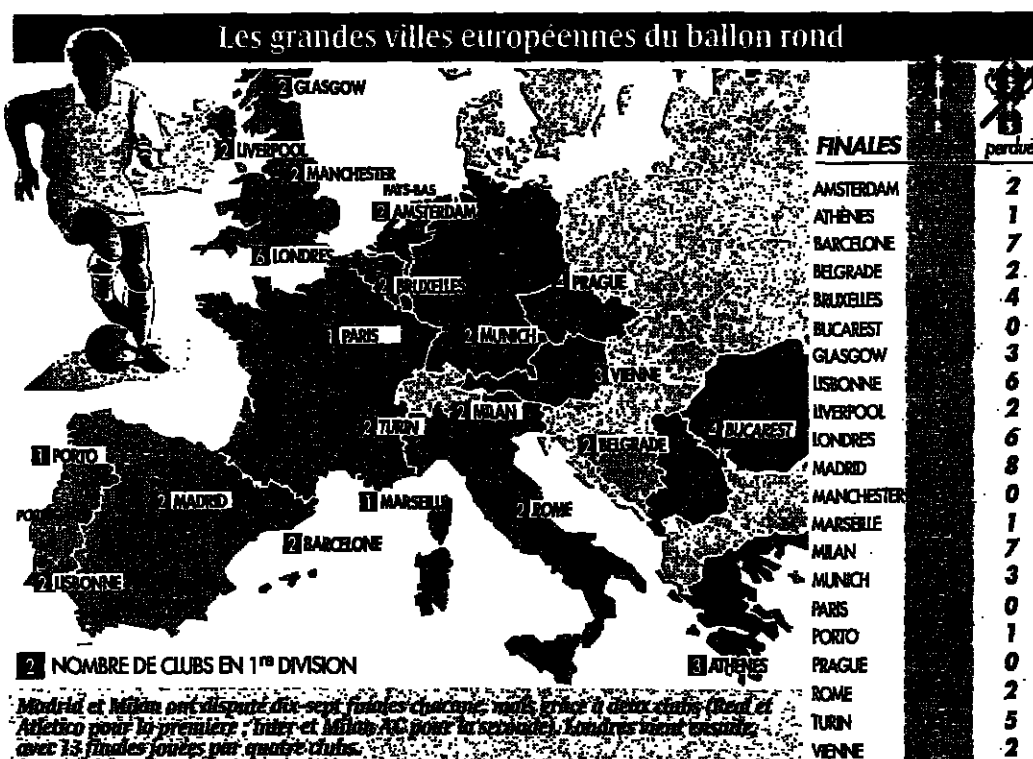 Les grandes villes européennes du ballon rond
2 GLASGOW
2 LIVERPOOL
2 MANCHESTER
PAYS-BAS
2 AMSTERDAM
6 LONDRES
2 BRUXELLES
PRAGUE
1 PARIS
2 MUNICH
3 VIENNE
2 MILAN
2 TURIN
2 BELGRADE
BUCAREST
1 PORTO
2 MADRID
1 MARSEILLE
2 ROME
2 BARCELONE
2 LISBONNE
3 ATHÈNES
2 NOMBRE DE CLUBS EN 1re DIVISION
Madrid et Milan ont disputé dix-sept finales chacune, mais grâce à deux clubs (Real et
Atletico pour la première ; Inter et Milan AC pour la seconde). Londres vient ensuite,
avec 13 finales jouées par quatre clubs.
FINALES perdues
AMSTERDAM 2
ATHÈNES 1
BARCELONE 7
BELGRADE 2
BRUXELLES 4
BUCAREST 0
GLASGOW 3
LISBONNE 6
LIVERPOOL 2
LONDRES 6
MADRID 8
MANCHESTER 0
MARSEILLE 1
MILAN 7
MUNICH 3
PARIS 0
PORTO 1
PRAGUE 0
ROME 2
TURIN 5
VIENNE 2